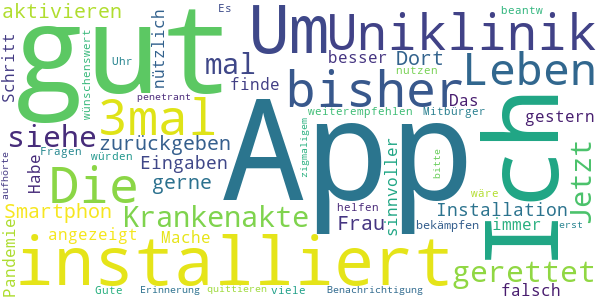 aktivieren
gut
Um
Uniklinik
Es
beantw
Schritt
wünschenswert
Uhr
nützlich
mal
finde
besser
Dort
nutzen
Leben
bisher
3mal
penetrant
App
Ich
weiterempfehlen
Mitbürger
Das
gestern
siehe
zurückgeben
Fragen
würden
Eingaben
zigmaligem
sinnvoller
bitte
Jetzt
aufhörte
Habe
Die
gerne
wäre
Smartphon
Krankenakte
helfen
Frau
Installation
bekämpfen
immer
erst
Pandemie
angezeigt
Mache
installiert
gerettet
Gute
Erinnerung
quittieren
viele
Benachrichtigung
falsch